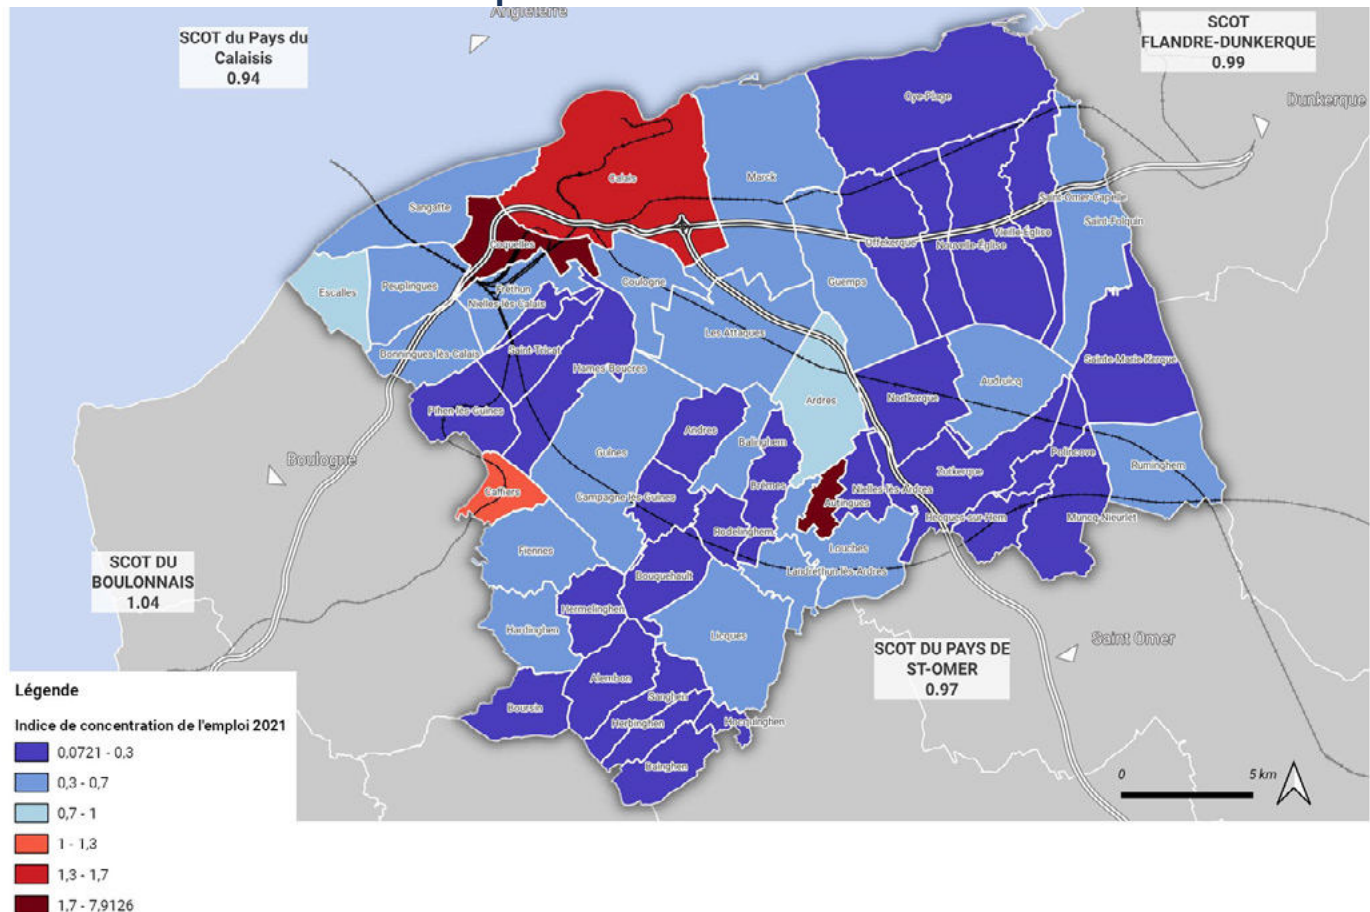 Angleterre
SCOT du Pays du
Calaisis
0.94
SCOT
FLANDRE-DUNKERQUE
0.99
Dunkerque
Oye-Plage
Calais
Marck
Sangatte
Saint-Omer-Capelle
Saint-Folquin
Vieille-Église
Offekerque
Nouvelle-Église
Coquelles
Escalles
Peuplingues
Fréthun
Coulogne
Guemps
Nielles-lès-Calais
Les Attaques
Bonningues-lès-Calais
Saint-Tricat
Sainte-Marie-Kerque
Hames-Boucres
Audruicq
Ardres
Nortkerque
Pihen-lès-Guînes
Andres
Balinghem
Guînes
Polincove
Boulogne
Ruminghem
Zutkerque
Brêmes
Nielles-lès-Ardres
Caffiers
Campagne-lès-Guines
Autingues
Recques-sur-Hem
Muncq-Nieurlet
Rodelinghem
Fiennes
Louches
Landrethun-lès-Ardres
SCOT DU
BOULONNAIS
1.04
Bouquehault
Hermelinghen
Hardinghen
Licques
Saint Omer
SCOT DU PAYS DE
ST-OMER
0.97
Alembon
Sanghen
Boursin
Herbinghen
Hocquinghen
Bainghen
Légende
Indice de concentration de l'emploi 2021
0,0721 - 0,3
0,3 - 0,7
0,7 - 1
1 - 1,3
1,3 - 1,7
1,7 - 7,9126
0
5 km